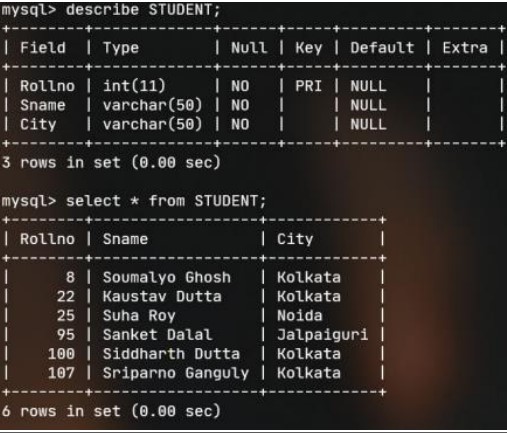 mysql> describe STUDENT;
+--------+-------------+------+-----+---------+-------+
| Field | Type | Null | Key | Default | Extra |
+--------+-------------+------+-----+---------+-------+
| Rollno | int(11) | NO | PRI | NULL | |
| Sname | varchar(50) | NO | | NULL | |
| City | varchar(50) | NO | | NULL | |
+--------+-------------+------+-----+---------+-------+
3 rows in set (0.00 sec)
mysql> select * from STUDENT;
+--------+------------------+------------+
| Rollno | Sname | City |
+--------+------------------+------------+
| 8 | Soumalyo Ghosh | Kolkata |
| 22 | Kaustav Dutta | Kolkata |
| 25 | Suha Roy | Noida |
| 95 | Sanket Dalal | Jalpaiguri |
| 100 | Siddharth Dutta | Kolkata |
| 107 | Sriparno Ganguly | Kolkata |
+--------+------------------+------------+
6 rows in set (0.00 sec)